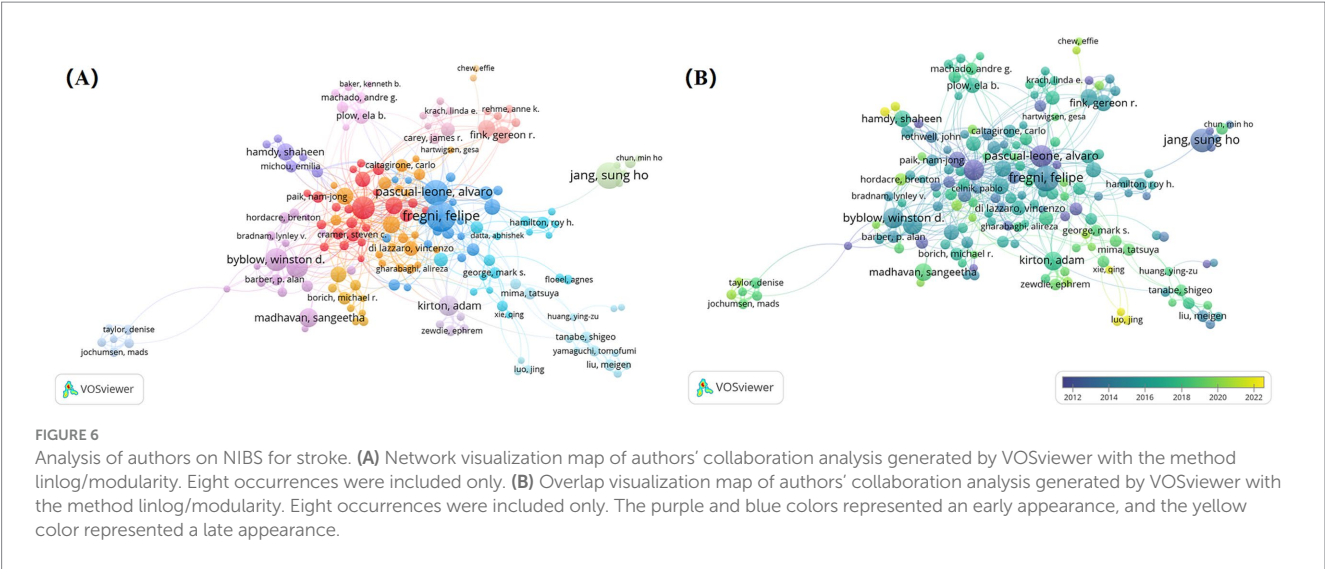 (A)
chew, effie
baker, kenneth b.
machado, andre g.
plow, ela b.
krach, linda e.
rehme, anne k.
carey, james r.
fink, gereon r.
hartwigsen, gesa
hamdy, shaheen
michou, emilia
caltagirone, carlo
chun, min ho
jang, sung ho
paik, nam-jong
pascual-leone, alvaro
hordacre, brenton
fregni, felipe
hamilton, roy h.
bradnam, lynley v.
cramer, steven c.
datta, abhishek
di lazzaro, vincenzo
byblow, winston d.
gharabaghi, alireza
george, mark s.
barber, p. alan
floeel, agnes
borich, michael r.
mima, tatsuya
kirton, adam
madhavan, sangeetha
xie, qing
huang, ying-zu
zewdie, ephrem
taylor, denise
tanabe, shigeo
jochumsen, mads
yamaguchi, tomofumi
luo, jing
liu, meigen
VOSviewer
(B)
chew, effie
machado, andre g.
plow, ela b.
krach, linda e.
fink, gereon r.
hamdy, shaheen
hartwigsen, gesa
rothwell, john
caltagirone, carlo
chun, min ho
jang, sung ho
paik, nam-jong
pascual-leone, alvaro
hordacre, brenton
celnik, pablo
fregni, felipe
hamilton, roy h.
bradnam, lynley v.
di lazzaro, vincenzo
byblow, winston d.
gharabaghi, alireza
barber, p. alan
george, mark s.
mima, tatsuya
borich, michael r.
kirton, adam
madhavan, sangeetha
xie, qing
huang, ying-zu
zewdie, ephrem
taylor, denise
tanabe, shigeo
jochumsen, mads
luo, jing
liu, meigen
VOSviewer
2012 2014 2016 2018 2020 2022
FIGURE 6
Analysis of authors on NIBS for stroke. (A) Network visualization map of authors’ collaboration analysis generated by VOSviewer with the method
linlog/modularity. Eight occurrences were included only. (B) Overlap visualization map of authors’ collaboration analysis generated by VOSviewer with
the method linlog/modularity. Eight occurrences were included only. The purple and blue colors represented an early appearance, and the yellow
color represented a late appearance.